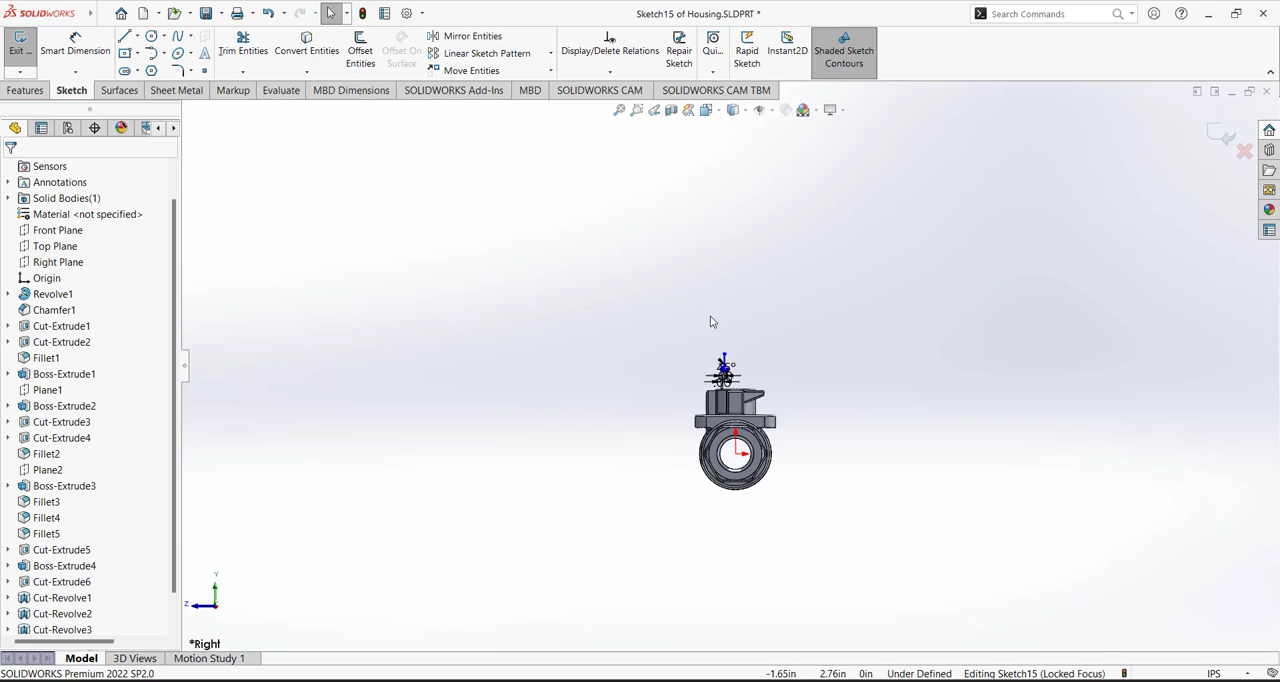 SOLIDWORKS
Sketch15 of Housing.SLDPRT *
Search Commands
Exit ...
Smart Dimension
Trim Entities
Convert Entities
Offset Entities
Offset On Surface
Mirror Entities
Linear Sketch Pattern
Move Entities
Display/Delete Relations
Repair Sketch
Qui...
Rapid Sketch
Instant2D
Shaded Sketch Contours
Features
Sketch
Surfaces
Sheet Metal
Markup
Evaluate
MBD Dimensions
SOLIDWORKS Add-Ins
MBD
SOLIDWORKS CAM
SOLIDWORKS CAM TBM
Sensors
Annotations
Solid Bodies(1)
Material <not specified>
Front Plane
Top Plane
Right Plane
Origin
Revolve1
Chamfer1
Cut-Extrude1
Cut-Extrude2
Fillet1
Boss-Extrude1
Plane1
Boss-Extrude2
Cut-Extrude3
Cut-Extrude4
Fillet2
Plane2
Boss-Extrude3
Fillet3
Fillet4
Fillet5
Cut-Extrude5
Boss-Extrude4
Cut-Extrude6
Cut-Revolve1
Cut-Revolve2
Cut-Revolve3
Y
Z
*Right
Model
3D Views
Motion Study 1
SOLIDWORKS Premium 2022 SP2.0
-1.65in
2.76in
0in
Under Defined
Editing Sketch15 (Locked Focus)
IPS